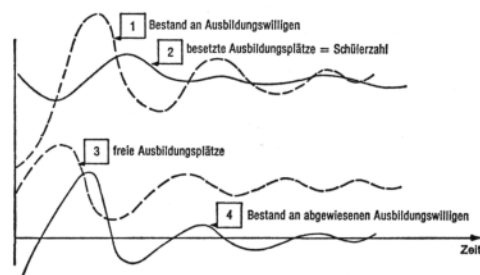 1 Bestand an Ausbildungswilligen
2 besetzte Ausbildungsplätze = Schülerzahl
3 freie Ausbildungsplätze
4 Bestand an abgewiesenen Ausbildungswilligen
Zeit